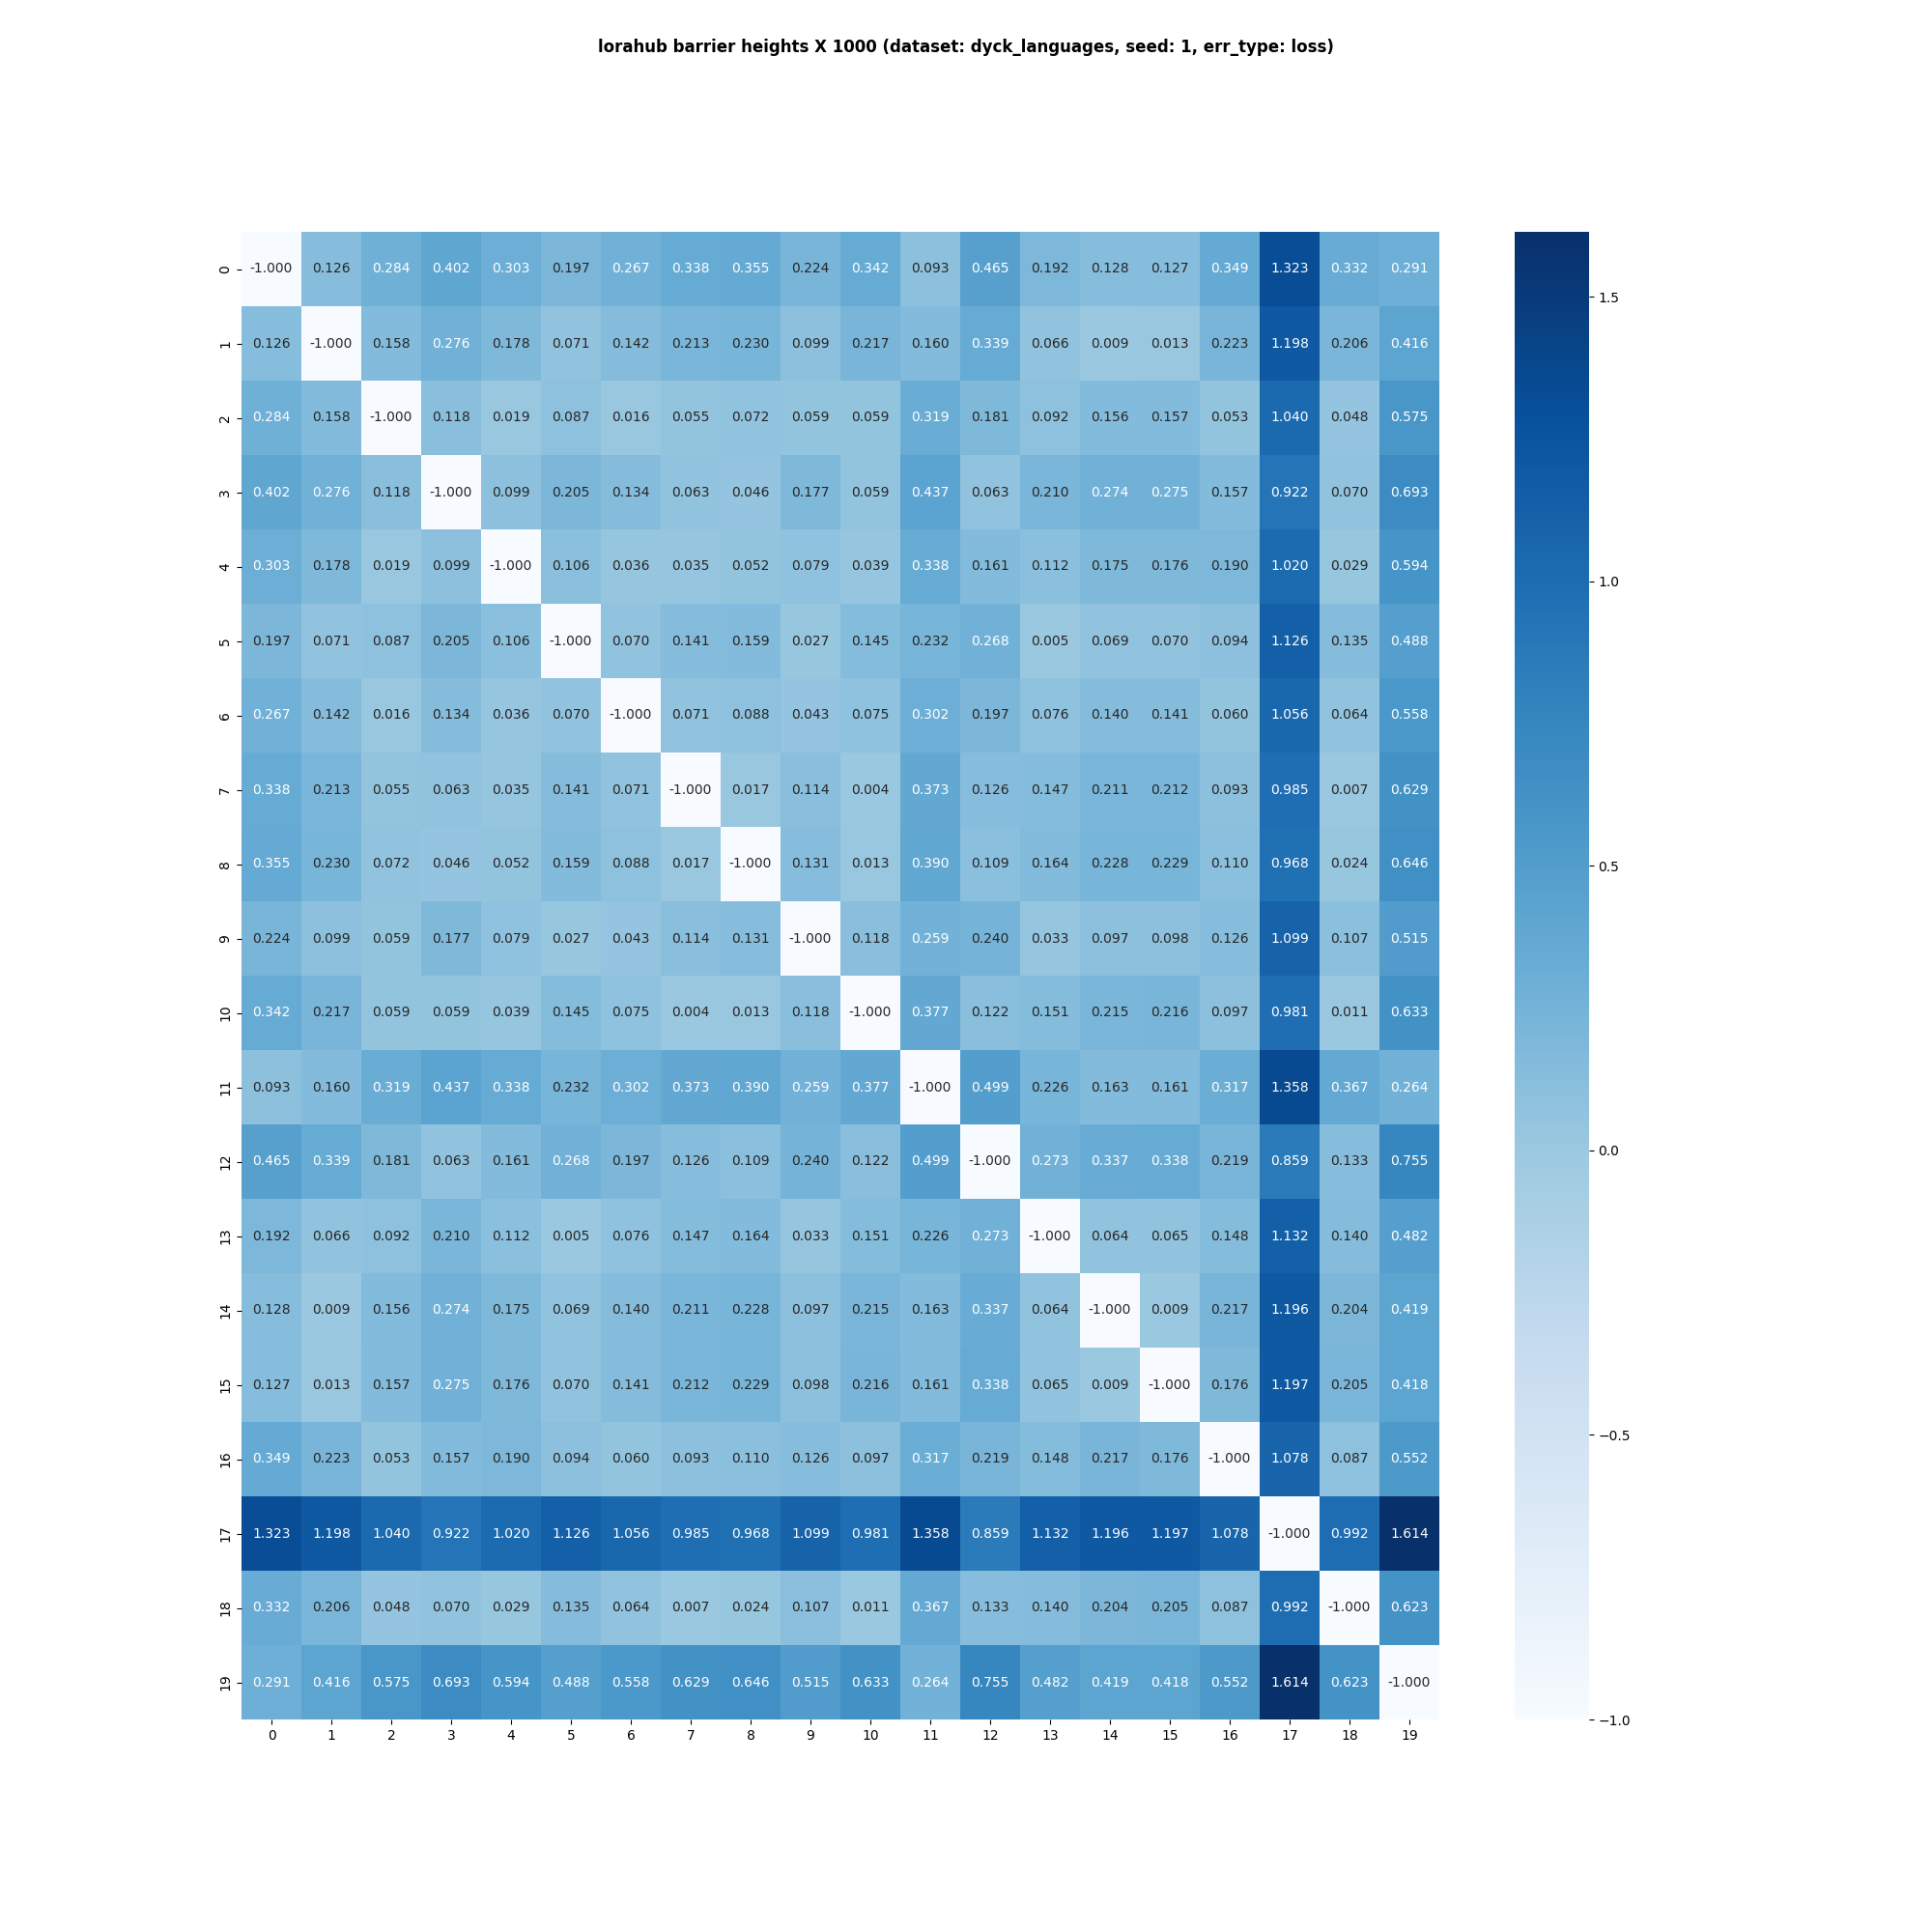 lorahub barrier heights X 1000 (dataset: dyck_languages, seed: 1, err_type: loss)
0 -1.000 0.126 0.284 0.402 0.303 0.197 0.267 0.338 0.355 0.224 0.342 0.093 0.465 0.192 0.128 0.127 0.349 1.323 0.332 0.291
1 0.126 -1.000 0.158 0.276 0.178 0.071 0.142 0.213 0.230 0.099 0.217 0.160 0.339 0.066 0.009 0.013 0.223 1.198 0.206 0.416
2 0.284 0.158 -1.000 0.118 0.019 0.087 0.016 0.055 0.072 0.059 0.059 0.319 0.181 0.092 0.156 0.157 0.053 1.040 0.048 0.575
3 0.402 0.276 0.118 -1.000 0.099 0.205 0.134 0.063 0.046 0.177 0.059 0.437 0.063 0.210 0.274 0.275 0.157 0.922 0.070 0.693
4 0.303 0.178 0.019 0.099 -1.000 0.106 0.036 0.035 0.052 0.079 0.039 0.338 0.161 0.112 0.175 0.176 0.190 1.020 0.029 0.594
5 0.197 0.071 0.087 0.205 0.106 -1.000 0.070 0.141 0.159 0.027 0.145 0.232 0.268 0.005 0.069 0.070 0.094 1.126 0.135 0.488
6 0.267 0.142 0.016 0.134 0.036 0.070 -1.000 0.071 0.088 0.043 0.075 0.302 0.197 0.076 0.140 0.141 0.060 1.056 0.064 0.558
7 0.338 0.213 0.055 0.063 0.035 0.141 0.071 -1.000 0.017 0.114 0.004 0.373 0.126 0.147 0.211 0.212 0.093 0.985 0.007 0.629
8 0.355 0.230 0.072 0.046 0.052 0.159 0.088 0.017 -1.000 0.131 0.013 0.390 0.109 0.164 0.228 0.229 0.110 0.968 0.024 0.646
9 0.224 0.099 0.059 0.177 0.079 0.027 0.043 0.114 0.131 -1.000 0.118 0.259 0.240 0.033 0.097 0.098 0.126 1.099 0.107 0.515
10 0.342 0.217 0.059 0.059 0.039 0.145 0.075 0.004 0.013 0.118 -1.000 0.377 0.122 0.151 0.215 0.216 0.097 0.981 0.011 0.633
11 0.093 0.160 0.319 0.437 0.338 0.232 0.302 0.373 0.390 0.259 0.377 -1.000 0.499 0.226 0.163 0.161 0.317 1.358 0.367 0.264
12 0.465 0.339 0.181 0.063 0.161 0.268 0.197 0.126 0.109 0.240 0.122 0.499 -1.000 0.273 0.337 0.338 0.219 0.859 0.133 0.755
13 0.192 0.066 0.092 0.210 0.112 0.005 0.076 0.147 0.164 0.033 0.151 0.226 0.273 -1.000 0.064 0.065 0.148 1.132 0.140 0.482
14 0.128 0.009 0.156 0.274 0.175 0.069 0.140 0.211 0.228 0.097 0.215 0.163 0.337 0.064 -1.000 0.009 0.217 1.196 0.204 0.419
15 0.127 0.013 0.157 0.275 0.176 0.070 0.141 0.212 0.229 0.098 0.216 0.161 0.338 0.065 0.009 -1.000 0.176 1.197 0.205 0.418
16 0.349 0.223 0.053 0.157 0.190 0.094 0.060 0.093 0.110 0.126 0.097 0.317 0.219 0.148 0.217 0.176 -1.000 1.078 0.087 0.552
17 1.323 1.198 1.040 0.922 1.020 1.126 1.056 0.985 0.968 1.099 0.981 1.358 0.859 1.132 1.196 1.197 1.078 -1.000 0.992 1.614
18 0.332 0.206 0.048 0.070 0.029 0.135 0.064 0.007 0.024 0.107 0.011 0.367 0.133 0.140 0.204 0.205 0.087 0.992 -1.000 0.623
19 0.291 0.416 0.575 0.693 0.594 0.488 0.558 0.629 0.646 0.515 0.633 0.264 0.755 0.482 0.419 0.418 0.552 1.614 0.623 -1.000
0 1 2 3 4 5 6 7 8 9 10 11 12 13 14 15 16 17 18 19
1.5
1.0
0.5
0.0
−0.5
−1.0